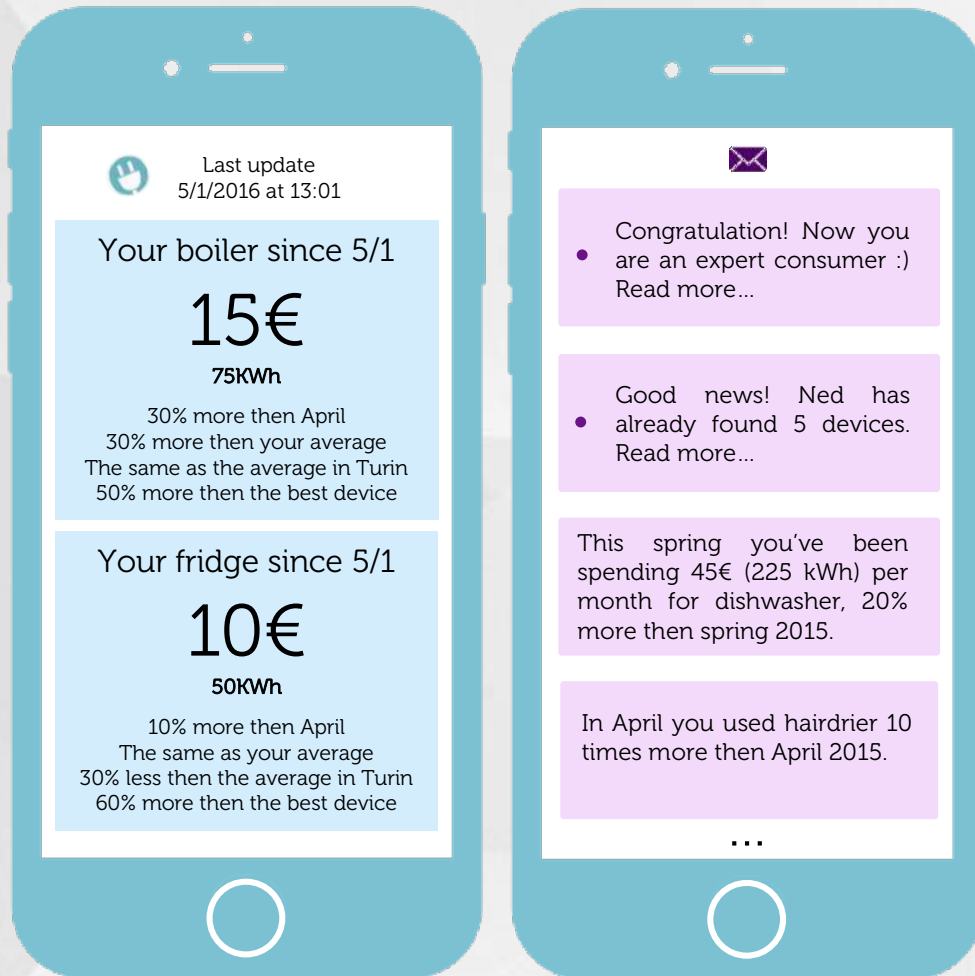 Last update
5/1/2016 at 13:01
Your boiler since 5/1
15€
75KWh
30% more then April
30% more then your average
The same as the average in Turin
50% more then the best device
Your fridge since 5/1
10€
50KWh
10% more then April
The same as your average
30% less then the average in Turin
60% more then the best device
Congratulation! Now you
are an expert consumer :)
Read more...
Good news! Ned has
already found 5 devices.
Read more...
This spring you've been
spending 45€ (225 kWh) per
month for dishwasher, 20%
more then spring 2015.
In April you used hairdrier 10
times more then April 2015.
...